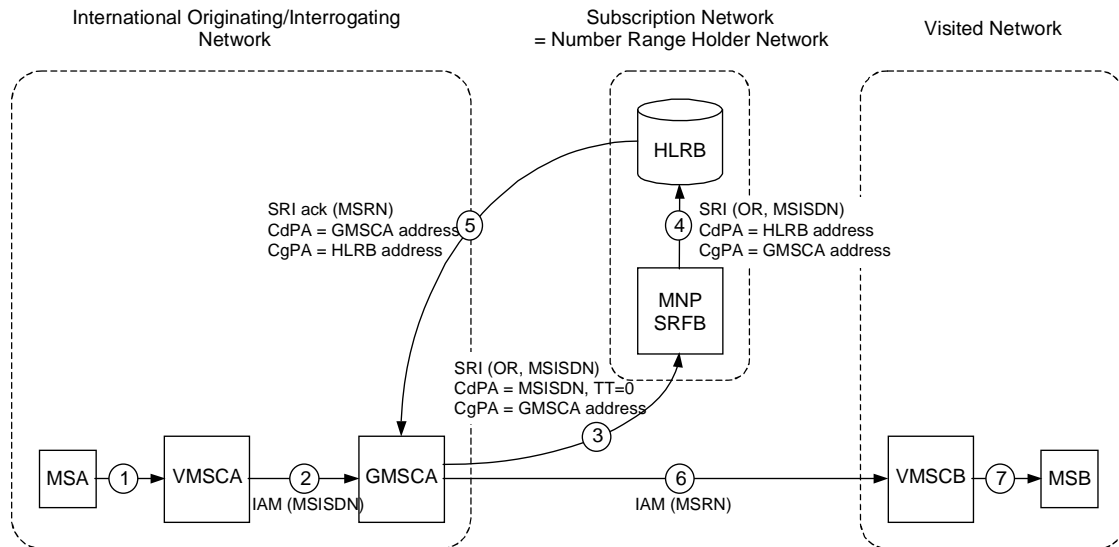 International Originating/Interrogating
Network
Subscription Network
= Number Range Holder Network
Visited Network
HLRB
SRI ack (MSRN)
CdPA = GMSCA address
CgPA = HLRB address
5
4
SRI (OR, MSISDN)
CdPA = HLRB address
CgPA = GMSCA address
MNP
SRFB
SRI (OR, MSISDN)
CdPA = MSISDN, TT=0
CgPA = GMSCA address
3
MSA
1
VMSCA
2
IAM (MSISDN)
GMSCA
6
IAM (MSRN)
VMSCB
7
MSB